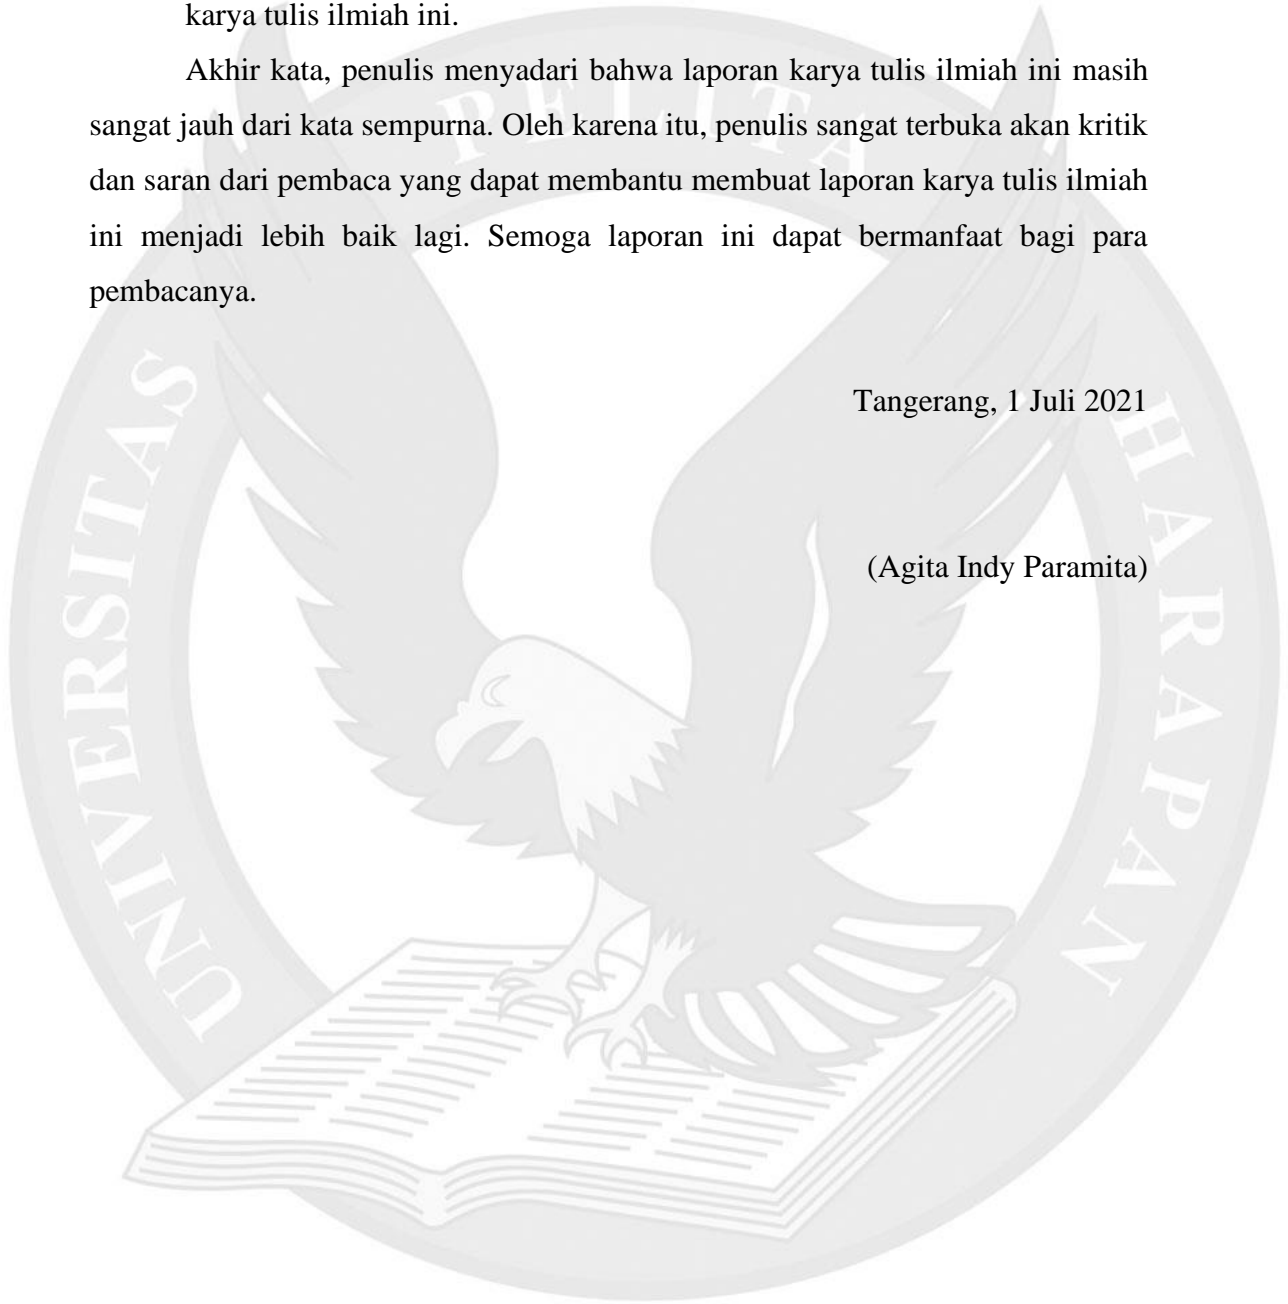 karya tulis ilmiah ini.
Akhir kata, penulis menyadari bahwa laporan karya tulis ilmiah ini masih
sangat jauh dari kata sempurna. Oleh karena itu, penulis sangat terbuka akan kritik
dan saran dari pembaca yang dapat membantu membuat laporan karya tulis ilmiah
ini menjadi lebih baik lagi. Semoga laporan ini dapat bermanfaat bagi para
pembacanya.
Tangerang, 1 Juli 2021
(Agita Indy Paramita)
UNIVERSITAS PELITA HARAPAN